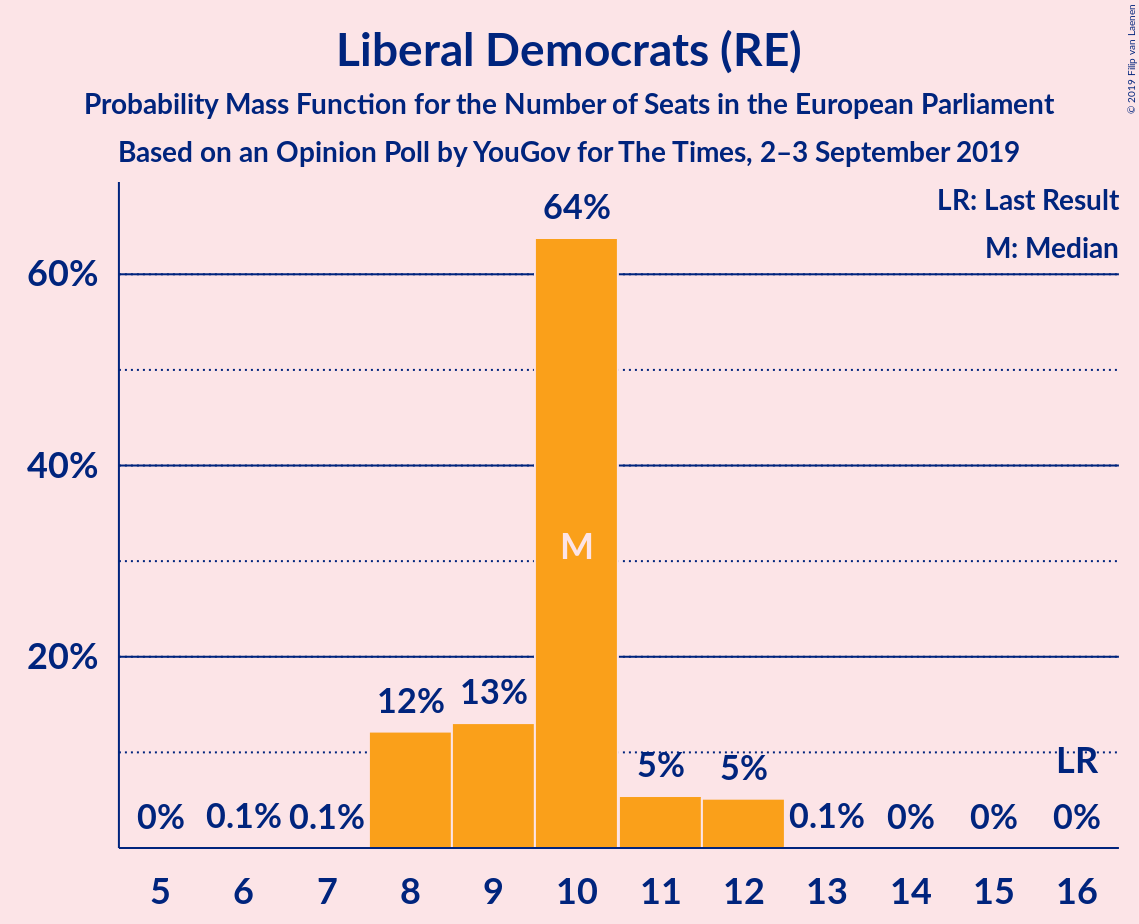 Liberal Democrats (RE)
Probability Mass Function for the Number of Seats in the European Parliament
Based on an Opinion Poll by YouGov for The Times, 2–3 September 2019
© 2019 Filip van Laenen
LR: Last Result
M: Median
64%
60%
40%
M
20%
12%
13%
5%
5%
LR
0%
0.1%
0.1%
0.1%
0%
0%
0%
5 6 7 8 9 10 11 12 13 14 15 16